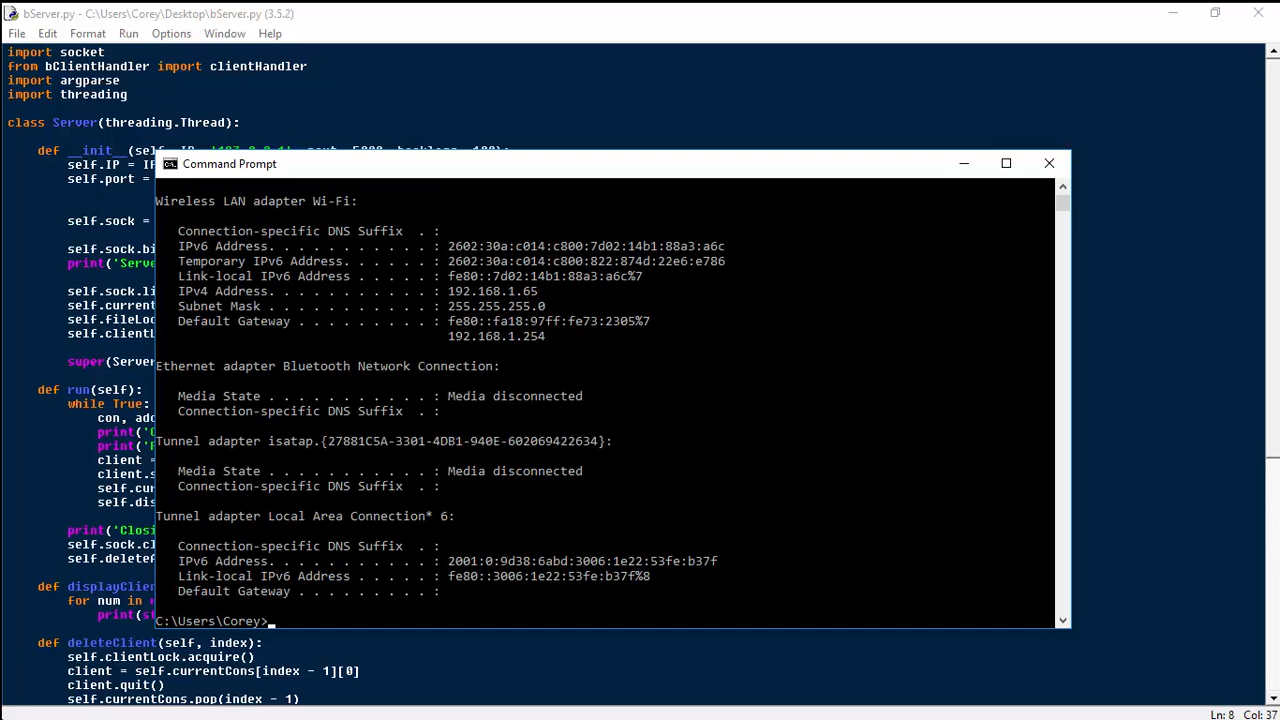 bServer.py - C:\Users\Corey\Desktop\bServer.py (3.5.2)
File Edit Format Run Options Window Help
import socket
from bClientHandler import clientHandler
import argparse
import threading
class Server(threading.Thread):
def __init__(self, IP='127.0.0.1', port= 5000, backlog= 100):
self.IP = IP
self.port =
self.sock =
self.sock.bi
print('Serve
self.sock.li
self.current
self.fileLoc
self.clientL
super(Server
def run(self):
while True:
con, add
print('C
print('F
client =
client.s
self.cur
self.dis
print('Closi
self.sock.cl
self.deleteA
def displayClien
for num in r
print(st
def deleteClient(self, index):
self.clientLock.acquire()
client = self.currentCons[index - 1][0]
client.quit()
self.currentCons.pop(index - 1)
Command Prompt
Wireless LAN adapter Wi-Fi:
Connection-specific DNS Suffix . :
IPv6 Address. . . . . . . . . . . : 2602:30a:c014:c800:7d02:14b1:88a3:a6c
Temporary IPv6 Address. . . . . . : 2602:30a:c014:c800:822:874d:22e6:e786
Link-local IPv6 Address . . . . . : fe80::7d02:14b1:88a3:a6c%7
IPv4 Address. . . . . . . . . . . : 192.168.1.65
Subnet Mask . . . . . . . . . . . : 255.255.255.0
Default Gateway . . . . . . . . . : fe80::fa18:97ff:fe73:2305%7
192.168.1.254
Ethernet adapter Bluetooth Network Connection:
Media State . . . . . . . . . . . : Media disconnected
Connection-specific DNS Suffix . :
Tunnel adapter isatap.{27881C5A-3301-4DB1-940E-602069422634}:
Media State . . . . . . . . . . . : Media disconnected
Connection-specific DNS Suffix . :
Tunnel adapter Local Area Connection* 6:
Connection-specific DNS Suffix . :
IPv6 Address. . . . . . . . . . . : 2001:0:9d38:6abd:3006:1e22:53fe:b37f
Link-local IPv6 Address . . . . . : fe80::3006:1e22:53fe:b37f%8
Default Gateway . . . . . . . . . :
C:\Users\Corey>
Ln: 8 Col: 37